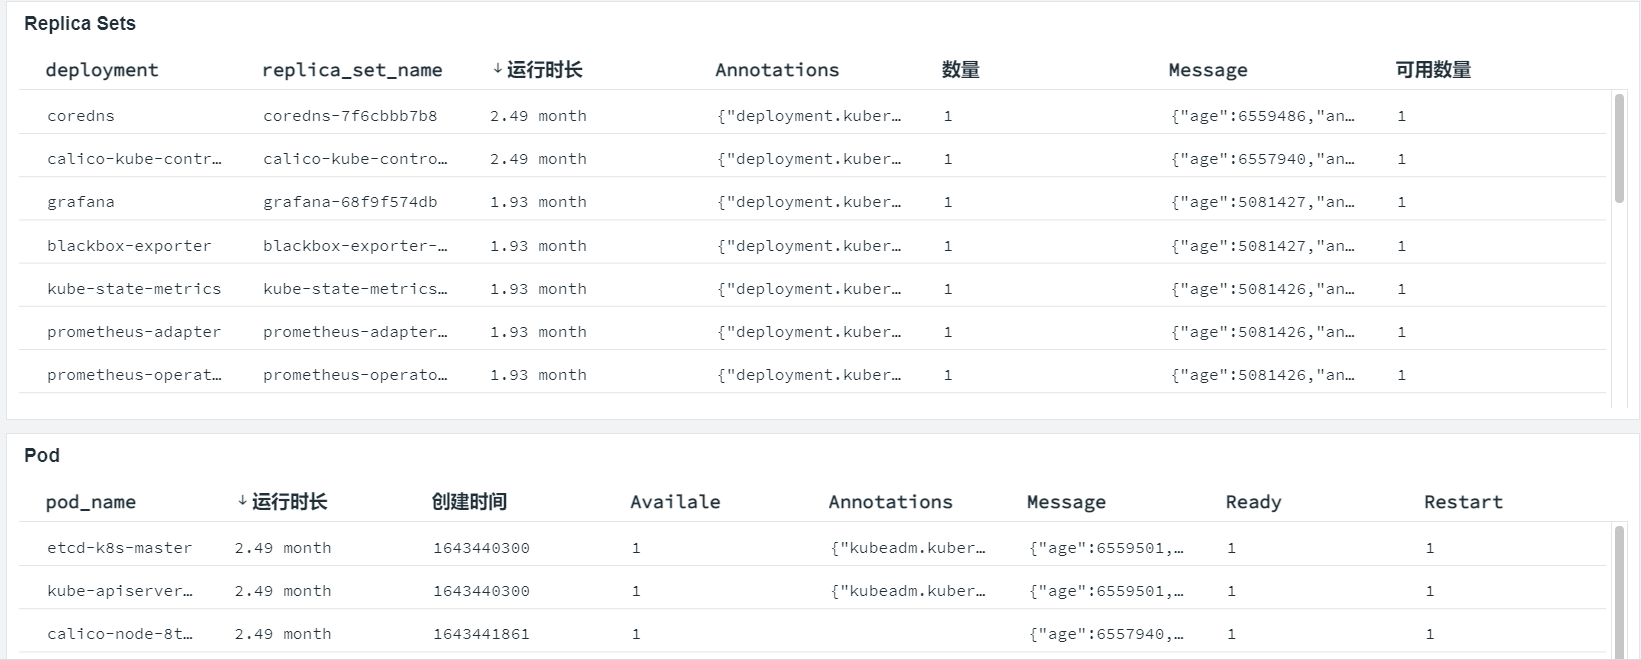 Replica Sets
deployment replica_set_name ↓ 运行时长 Annotations 数量 Message 可用数量
coredns coredns-7f6cbbb7b8 2.49 month {"deployment.kuber… 1 {"age":6559486,"an… 1
calico-kube-contr… calico-kube-contro… 2.49 month {"deployment.kuber… 1 {"age":6557940,"an… 1
grafana grafana-68f9f574db 1.93 month {"deployment.kuber… 1 {"age":5081427,"an… 1
blackbox-exporter blackbox-exporter-… 1.93 month {"deployment.kuber… 1 {"age":5081427,"an… 1
kube-state-metrics kube-state-metrics… 1.93 month {"deployment.kuber… 1 {"age":5081426,"an… 1
prometheus-adapter prometheus-adapter… 1.93 month {"deployment.kuber… 1 {"age":5081426,"an… 1
prometheus-operat… prometheus-operato… 1.93 month {"deployment.kuber… 1 {"age":5081426,"an… 1
Pod
pod_name ↓ 运行时长 创建时间 Availale Annotations Message Ready Restart
etcd-k8s-master 2.49 month 1643440300 1 {"kubeadm.kuber… {"age":6559501,… 1 1
kube-apiserver… 2.49 month 1643440300 1 {"kubeadm.kuber… {"age":6559501,… 1 1
calico-node-8t… 2.49 month 1643441861 1 {"age":6557940,… 1 1